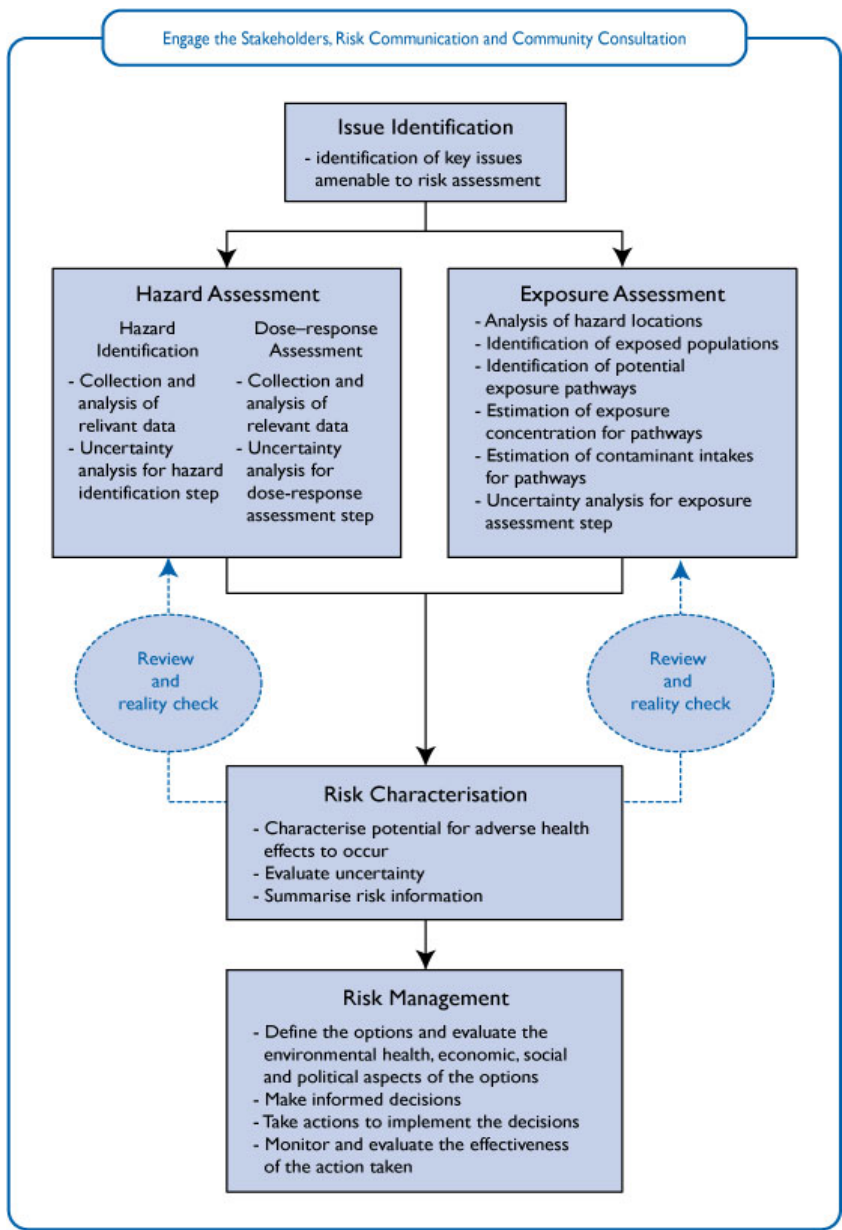 Engage the Stakeholders, Risk Communication and Community Consultation
Issue Identification
- identification of key issues
amenable to risk assessment
Hazard Assessment
Hazard
Identification
- Collection and
analysis of
relivant data
- Uncertainty
analysis for hazard
identification step
Dose–response
Assessment
- Collection and
analysis of
relevant data
- Uncertainty
analysis for
dose-response
assessment step
Exposure Assessment
- Analysis of hazard locations
- Identification of exposed populations
- Identification of potential
exposure pathways
- Estimation of exposure
concentration for pathways
- Estimation of contaminant intakes
for pathways
- Uncertainty analysis for exposure
assessment step
Review
and
reality check
Review
and
reality check
Risk Characterisation
- Characterise potential for adverse health
effects to occur
- Evaluate uncertainty
- Summarise risk information
Risk Management
- Define the options and evaluate the
environmental health, economic, social
and political aspects of the options
- Make informed decisions
- Take actions to implement the decisions
- Monitor and evaluate the effectiveness
of the action taken